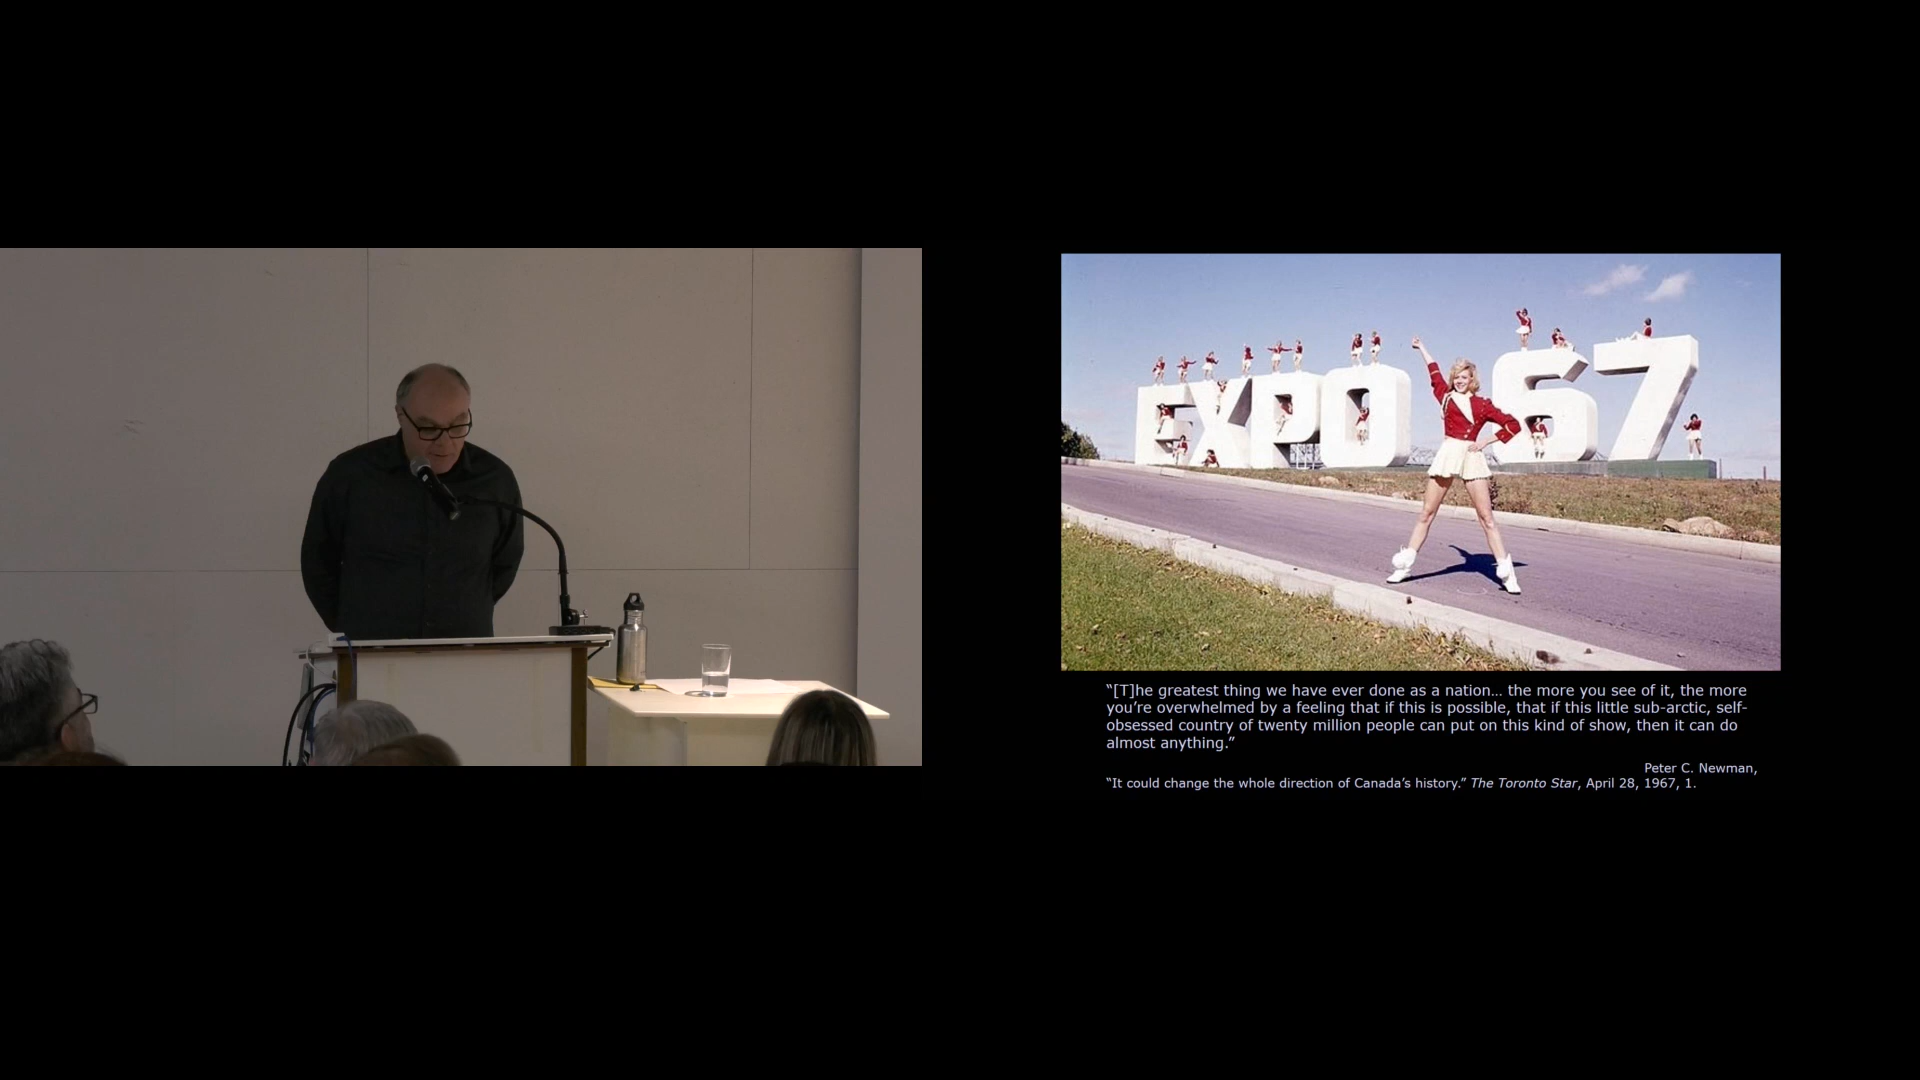 EXPO 67
“[T]he greatest thing we have ever done as a nation... the more you see of it, the more
you’re overwhelmed by a feeling that if this is possible, that if this little sub-arctic, self-
obsessed country of twenty million people can put on this kind of show, then it can do
almost anything.”
Peter C. Newman,
“It could change the whole direction of Canada’s history.” The Toronto Star, April 28, 1967, 1.